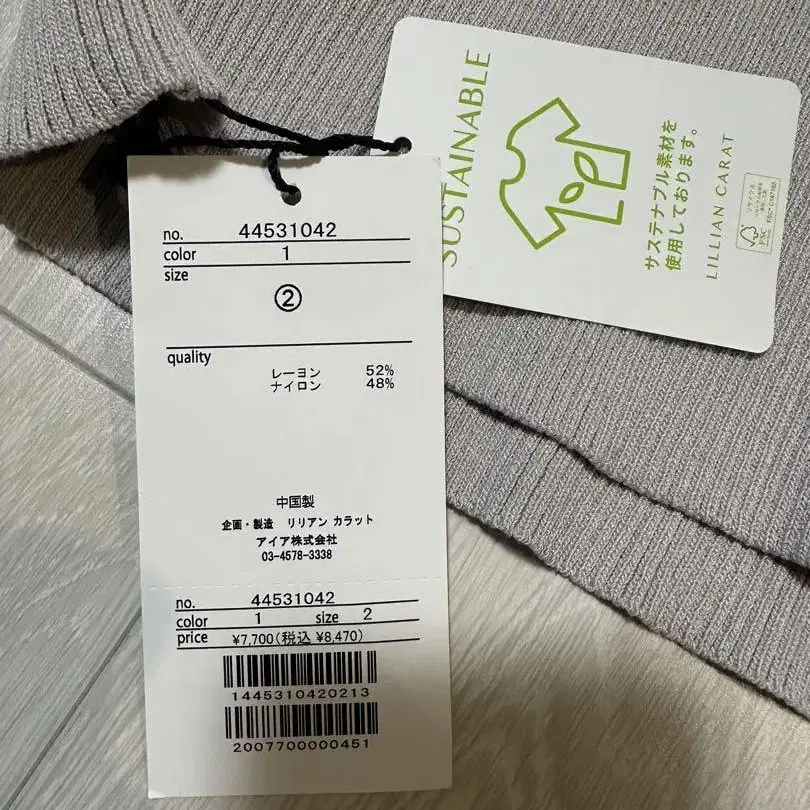 no. 44531042
color 1
size
②
quality
レーヨン 52%
ナイロン 48%
中国製
企画・製造 リリアン カラット
アイア株式会社
03-4578-3338
no. 44531042
color 1 size 2
price ¥7,700(税込 ¥8,470)
1445310420213
2007700000451
SUSTAINABLE
サステナブル素材を
使用しております。
LILLIAN CARAT
FSC